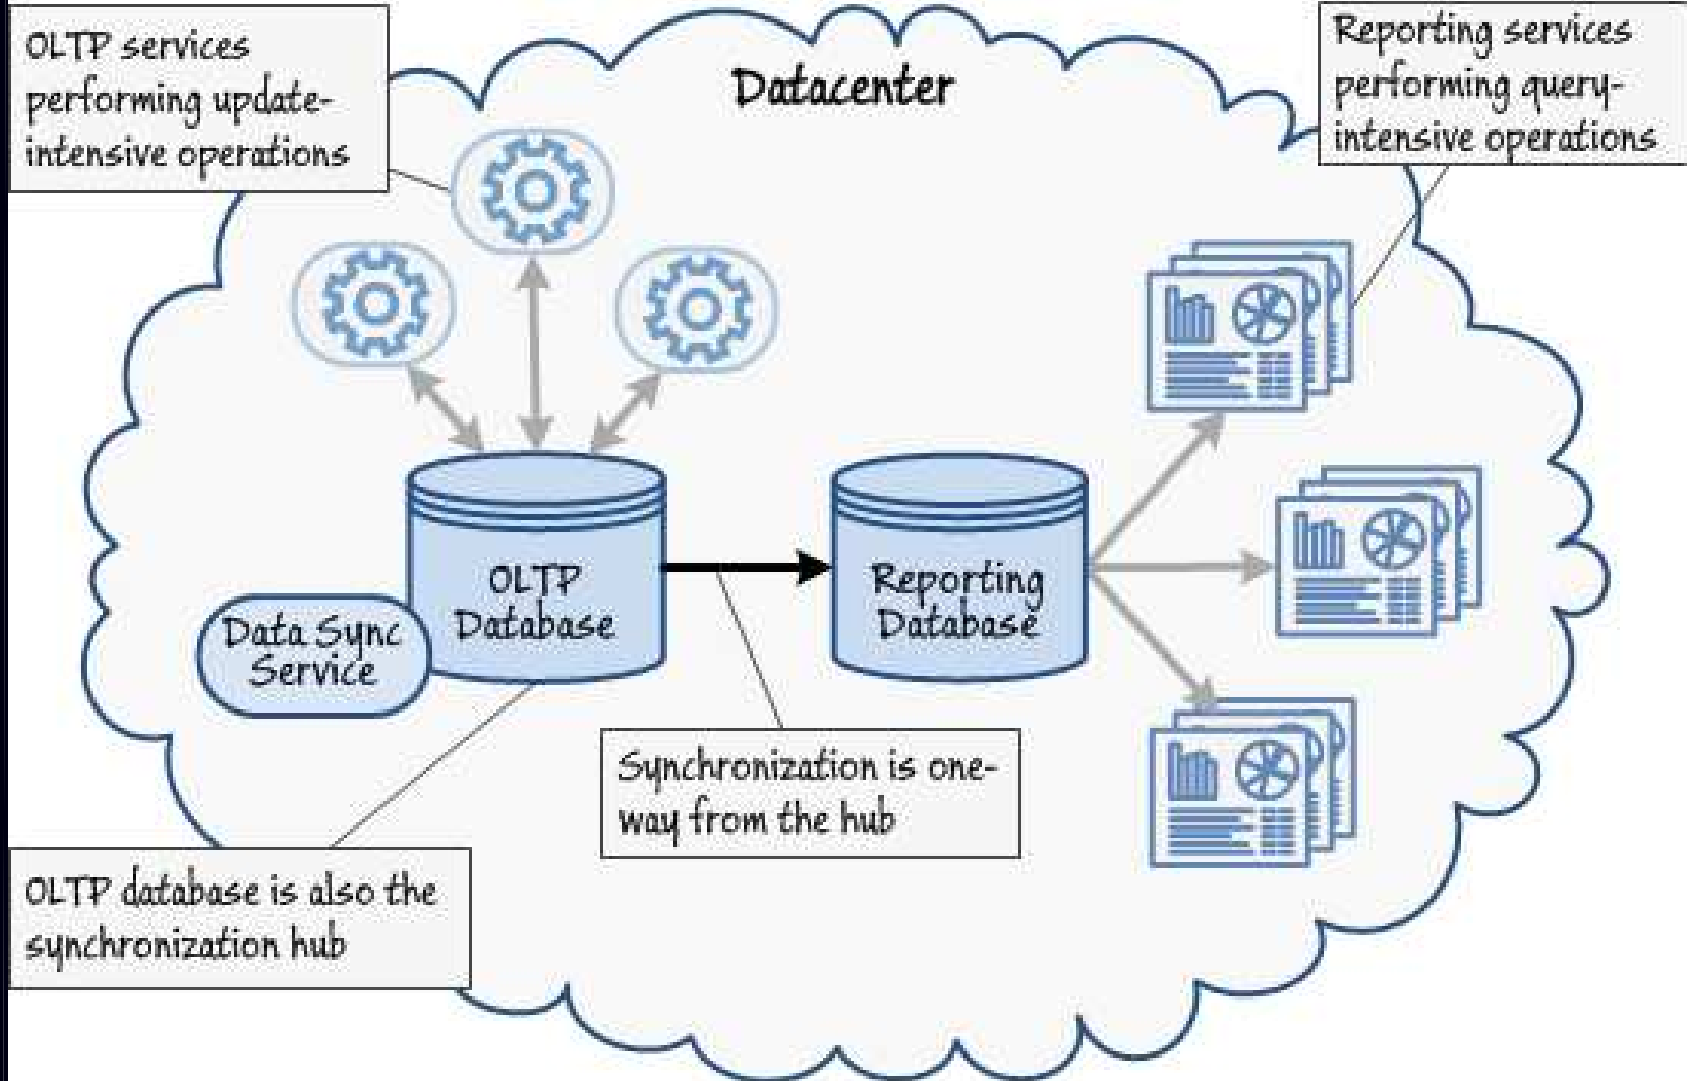 OLTP services
performing update-
intensive operations
Datacenter
Reporting services
performing query-
intensive operations
OLTP
Database
Reporting
Database
Data Sync
Service
Synchronization is one-
way from the hub
OLTP database is also the
synchronization hub